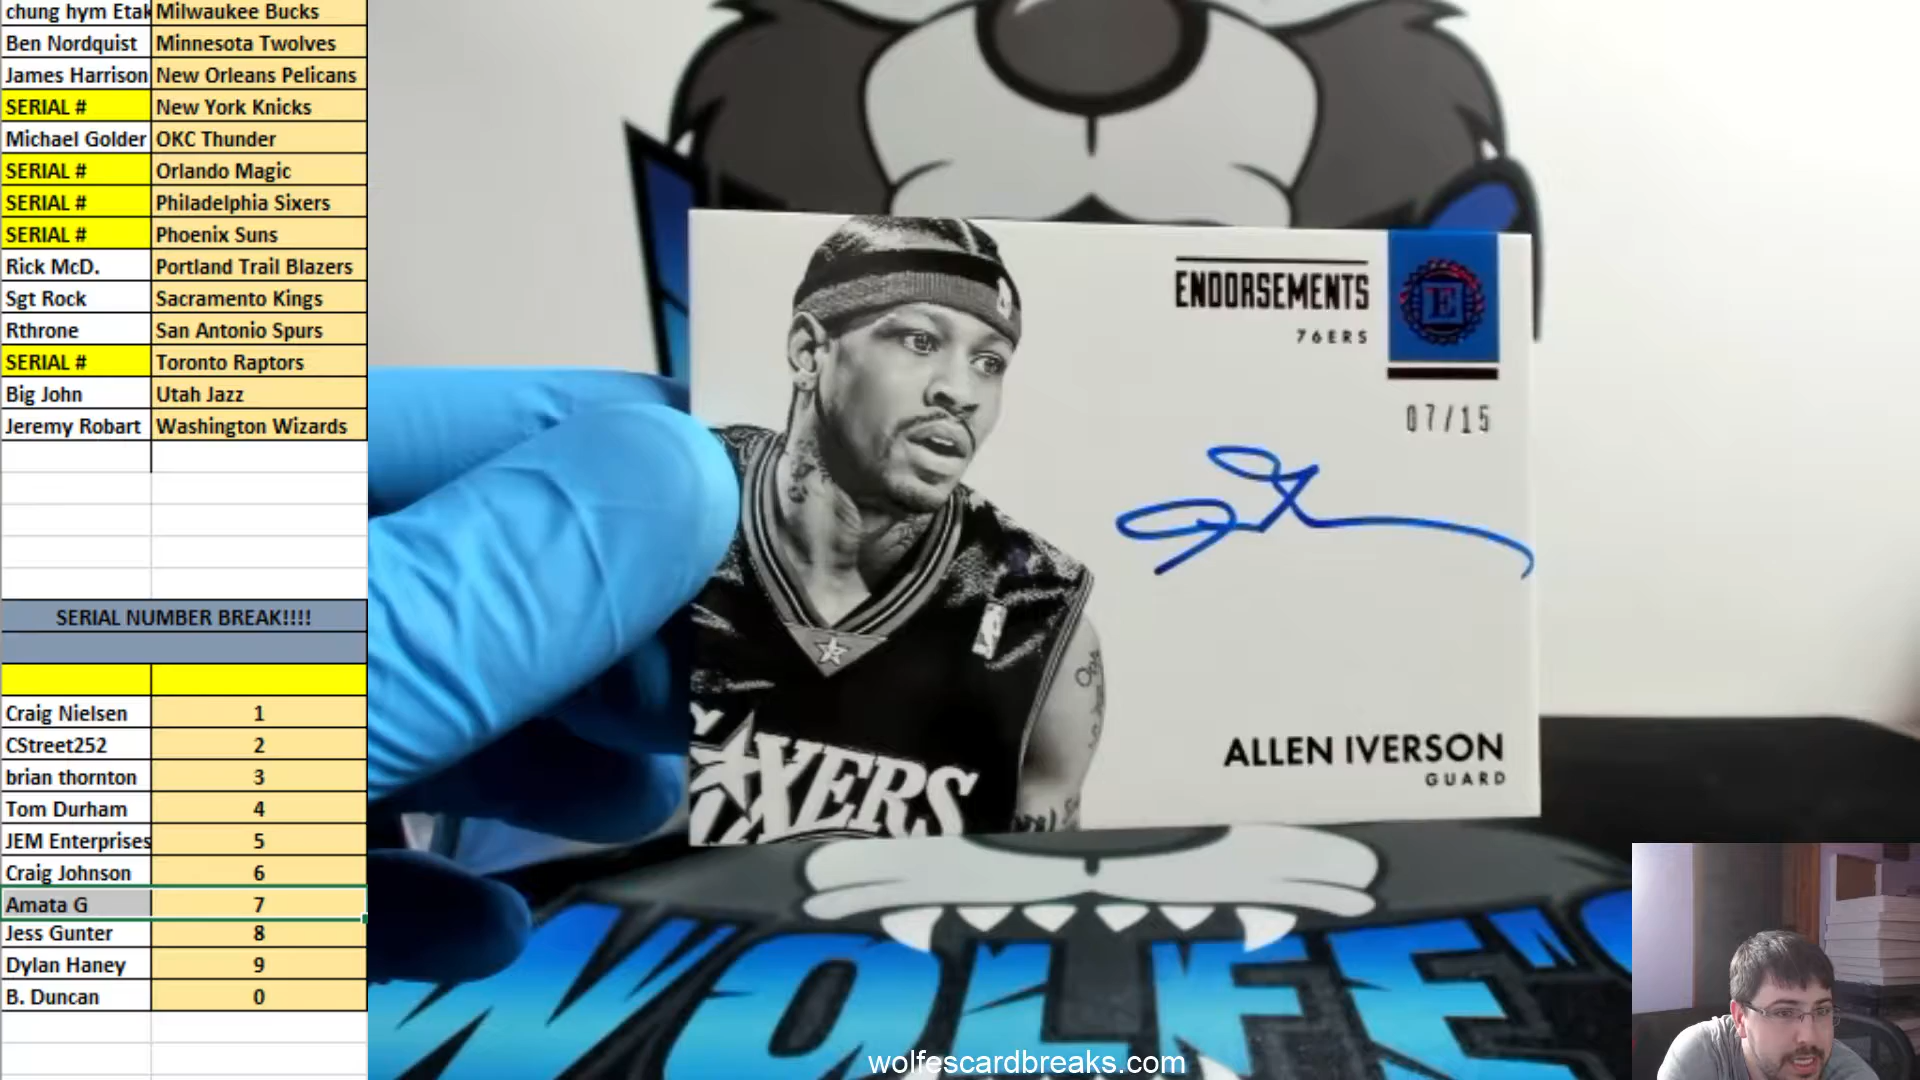 chung hym Etak Milwaukee Bucks
Ben Nordquist Minnesota Twolves
James Harrison New Orleans Pelicans
SERIAL # New York Knicks
Michael Golder OKC Thunder
SERIAL # Orlando Magic
SERIAL # Philadelphia Sixers
SERIAL # Phoenix Suns
Rick McD. Portland Trail Blazers
Sgt Rock Sacramento Kings
Rthrone San Antonio Spurs
SERIAL # Toronto Raptors
Big John Utah Jazz
Jeremy Robart Washington Wizards
SERIAL NUMBER BREAK!!!!
Craig Nielsen 1
CStreet252 2
brian thornton 3
Tom Durham 4
JEM Enterprises 5
Craig Johnson 6
Amata G 7
Jess Gunter 8
Dylan Haney 9
B. Duncan 0
ENDORSEMENTS
76ERS
E
07/15
ALLEN IVERSON
GUARD
SIXERS
WOLFE'S
wolfescardbreaks.com